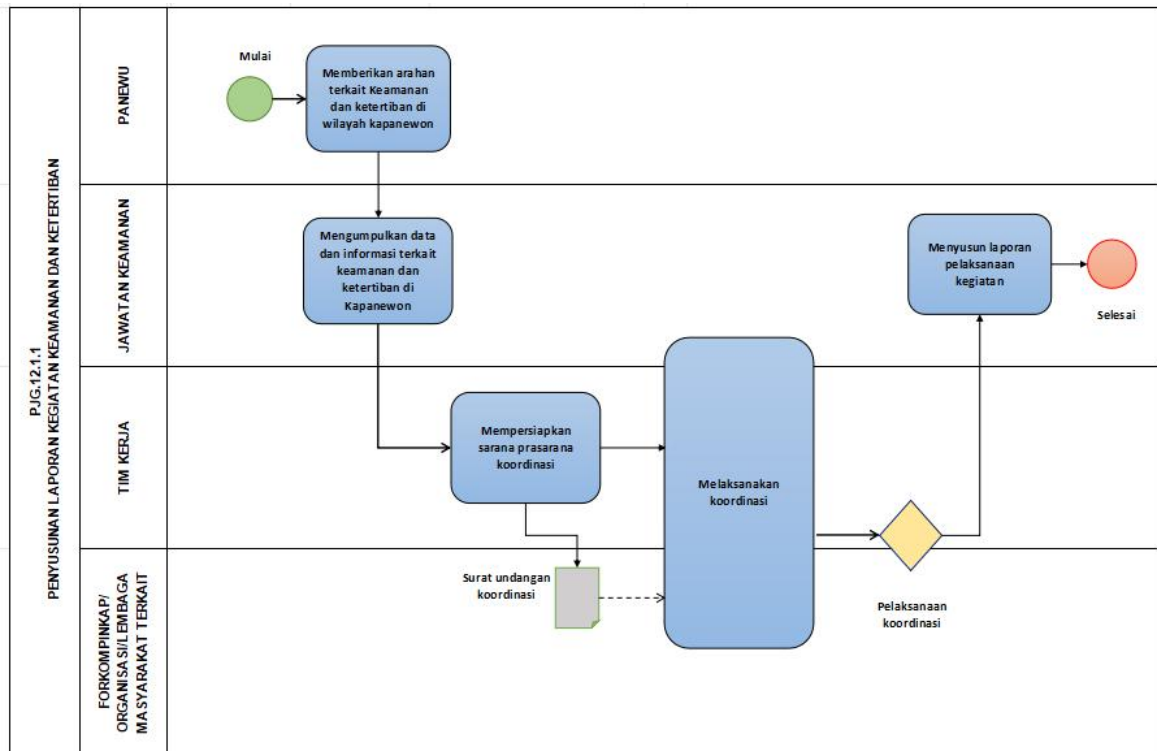 PJG.12.1.1
PENYUSUNAN LAPORAN KEGIATAN KEAMANAN DAN KETERTIBAN
PANEWU
Mulai
Memberikan arahan
terkait Keamanan
dan ketertiban di
wilayah kapanewon
JAWATAN KEAMANAN
Mengumpulkan data
dan informasi terkait
keamanan dan
ketertiban di
Kapanewon
Menyusun laporan
pelaksanaan
kegiatan
Selesai
TIM KERJA
Mempersiapkan
sarana prasarana
koordinasi
Melaksanakan
koordinasi
FORKOMPINKAP/
ORGANISASI/LEMBAGA
MASYARAKAT TERKAIT
Surat undangan
koordinasi
Pelaksanaan
koordinasi